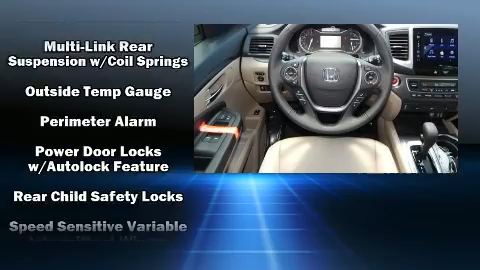 Multi-Link Rear
Suspension w/Coil Springs
Outside Temp Gauge
Perimeter Alarm
Power Door Locks
w/Autolock Feature
Rear Child Safety Locks
Speed Sensitive Variable